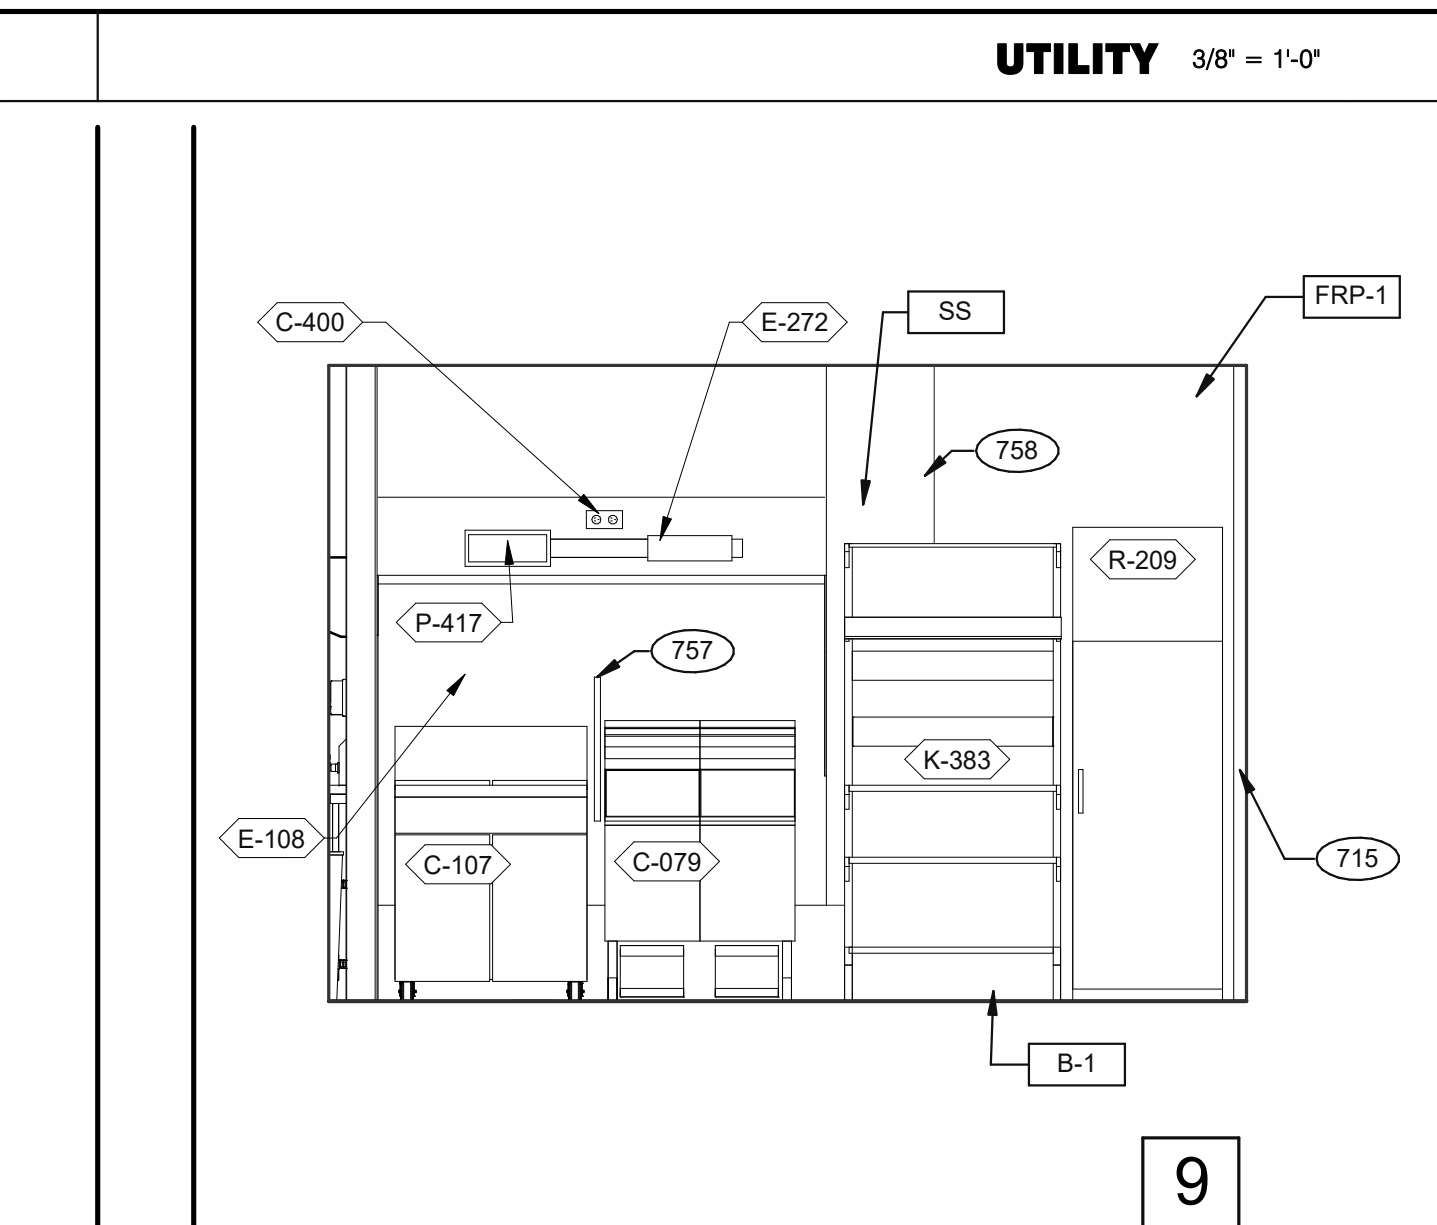 UTILITY 3/8" = 1'-0"
FRP-1
SS
C-400
E-272
758
R-209
P-417
757
K-383
E-108
C-107
C-079
715
B-1
9